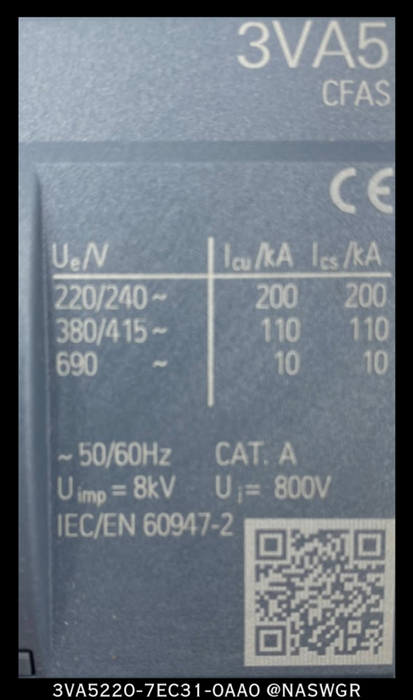 3VA5
CFAS
CE
Ue/V Icu/kA Ics/kA
220/240~ 200 200
380/415~ 110 110
690 ~ 10 10
~ 50/60Hz CAT. A
Uimp = 8kV Ui= 800V
IEC/EN 60947-2
3VA5220-7EC31-0AA0 @NASWGR